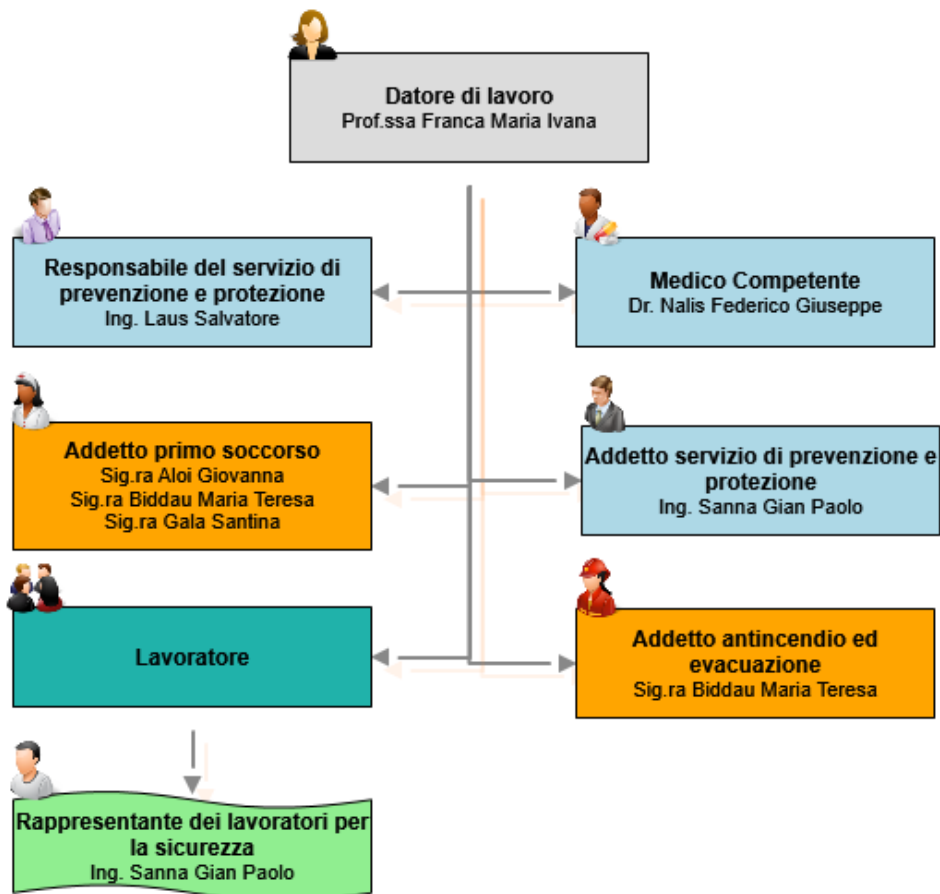 Datore di lavoro
Prof.ssa Franca Maria Ivana
Responsabile del servizio di
prevenzione e protezione
Ing. Laus Salvatore
Medico Competente
Dr. Nalis Federico Giuseppe
Addetto primo soccorso
Sig.ra Aloi Giovanna
Sig.ra Biddau Maria Teresa
Sig.ra Gala Santina
Addetto servizio di prevenzione e
protezione
Ing. Sanna Gian Paolo
Lavoratore
Addetto antincendio ed
evacuazione
Sig.ra Biddau Maria Teresa
Rappresentante dei lavoratori per
la sicurezza
Ing. Sanna Gian Paolo